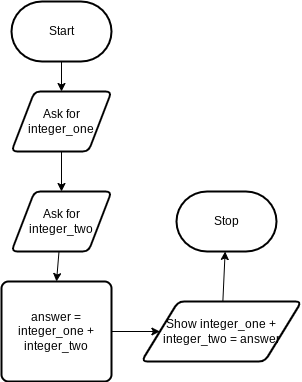 Start
Ask for
integer_one
Ask for
integer_two
answer =
integer_one +
integer_two
Show integer_one +
integer_two = answer
Stop